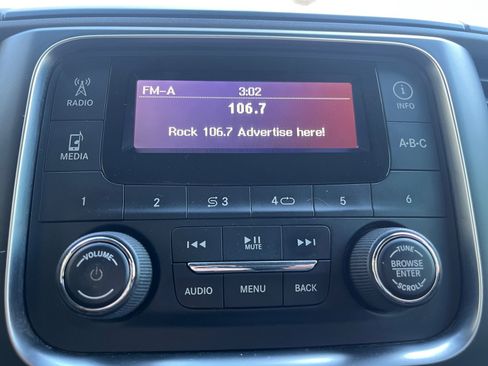 FM-A 3:02
106.7
Rock 106.7 Advertise here!
RADIO
MEDIA
INFO
A•B•C
1 2 3 4 5 6
VOLUME
MUTE
AUDIO MENU BACK
TUNE
BROWSE
ENTER
SCROLL